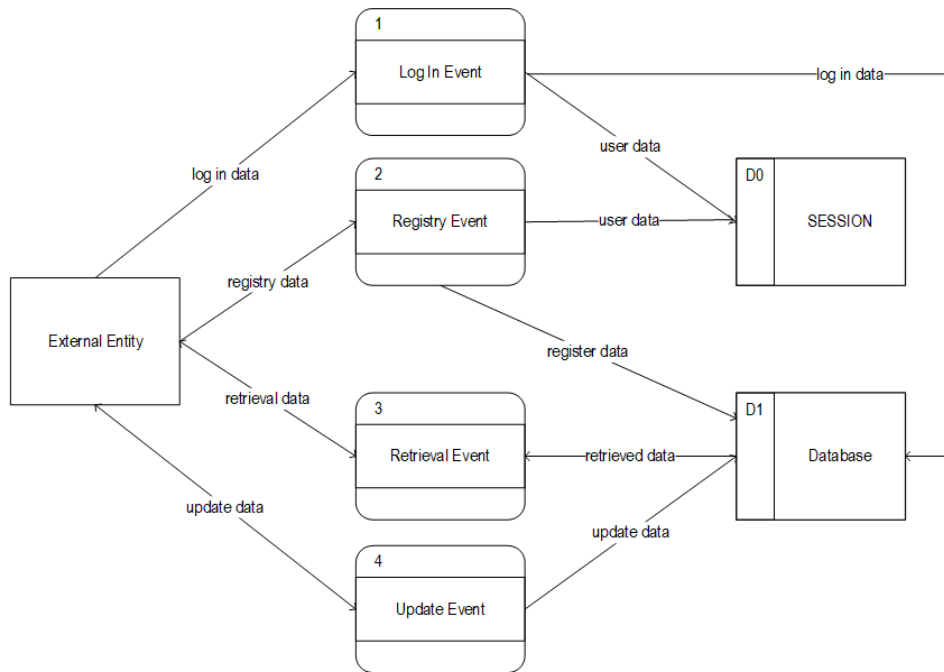 1
Log In Event
log in data
user data
log in data
2
D0
Registry Event
user data
SESSION
registry data
External Entity
register data
retrieval data
3
D1
Retrieval Event
retrieved data
Database
update data
update data
4
Update Event